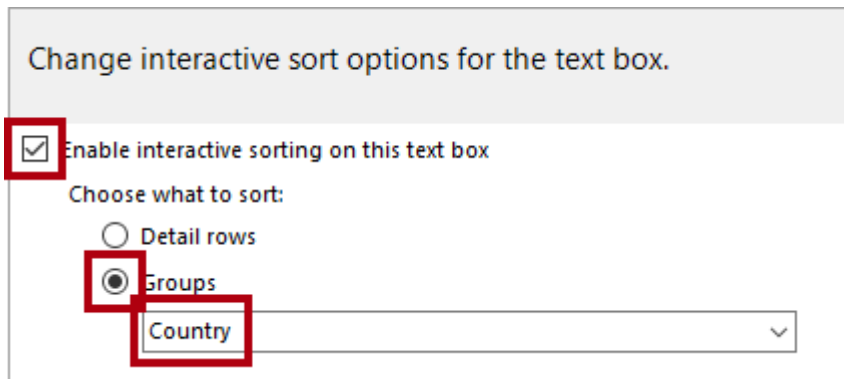 Change interactive sort options for the text box.
Enable interactive sorting on this text box
Choose what to sort:
Detail rows
Groups
Country